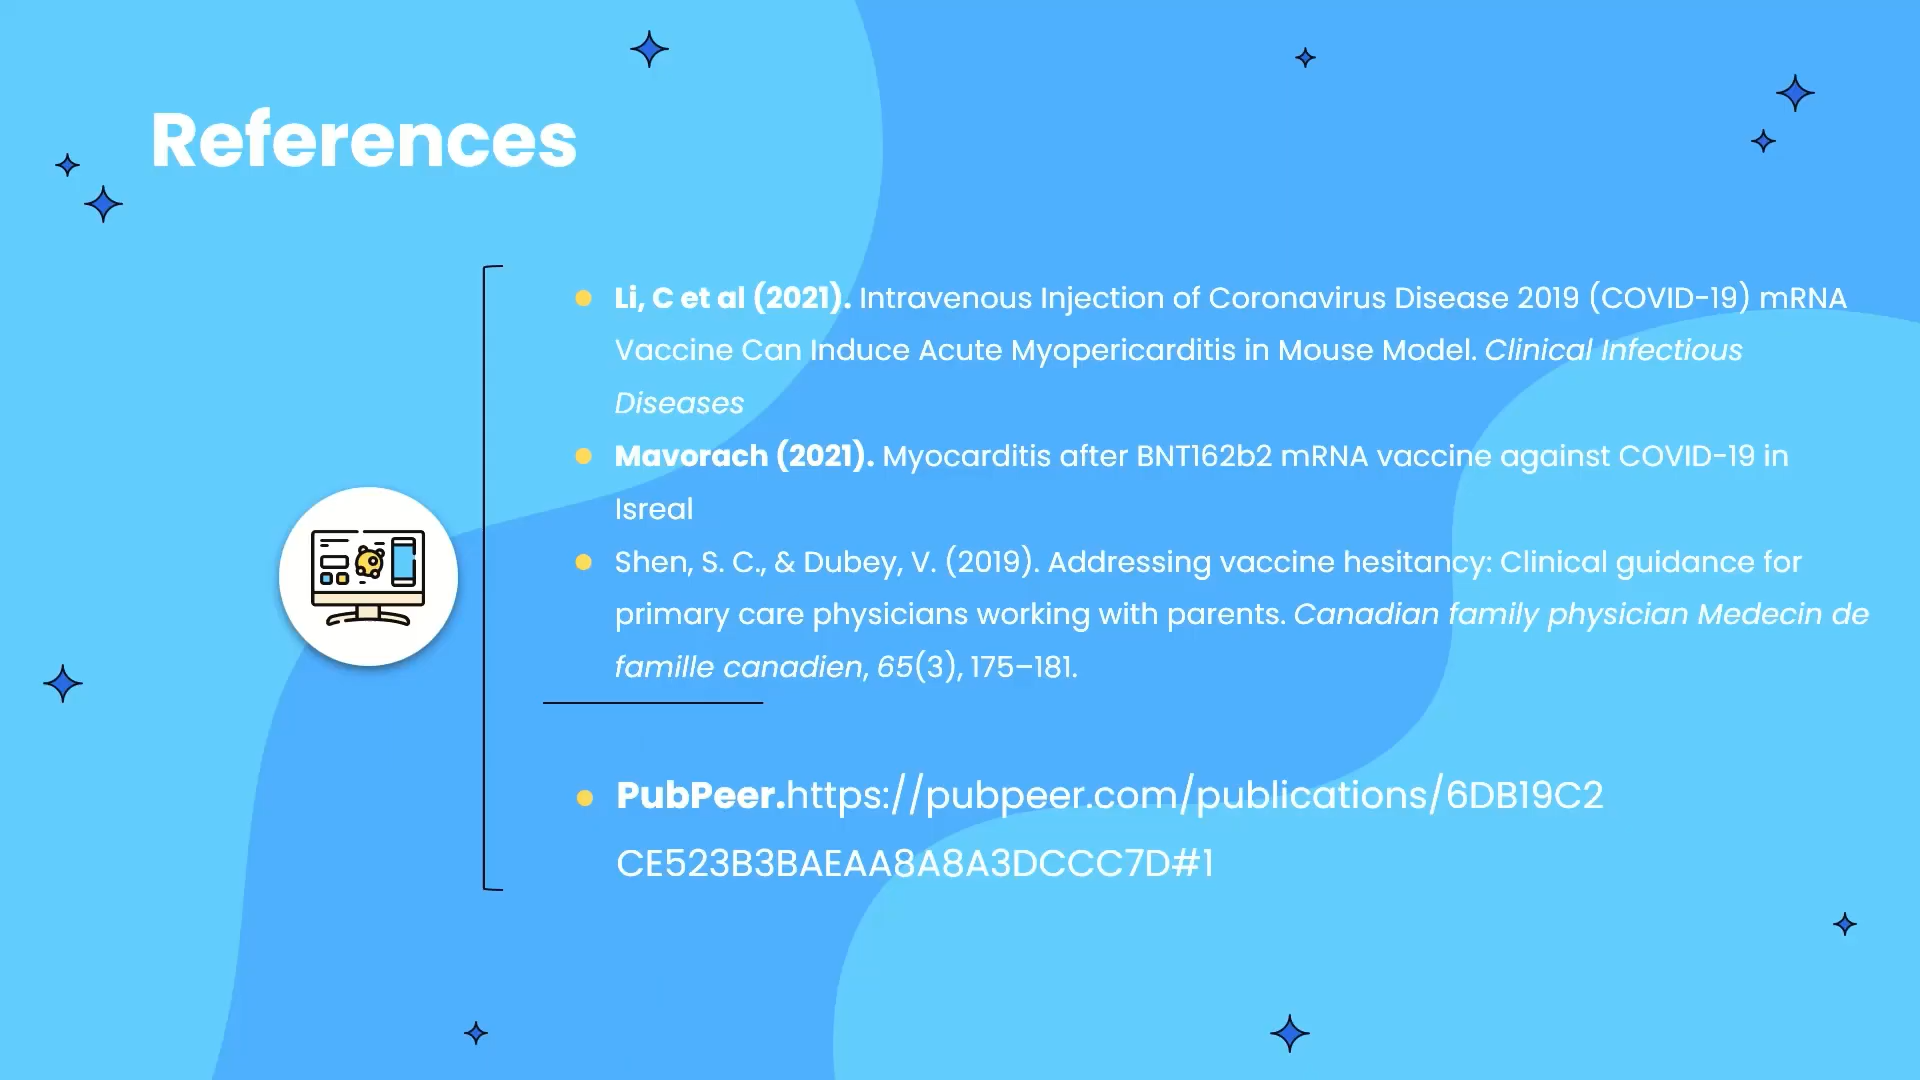 References
Li, C et al (2021). Intravenous Injection of Coronavirus Disease 2019 (COVID-19) mRNA
Vaccine Can Induce Acute Myopericarditis in Mouse Model. Clinical Infectious
Diseases
Mavorach (2021). Myocarditis after BNT162b2 mRNA vaccine against COVID-19 in
Isreal
Shen, S. C., & Dubey, V. (2019). Addressing vaccine hesitancy: Clinical guidance for
primary care physicians working with parents. Canadian family physician Medecin de
famille canadien, 65(3), 175–181.
PubPeer.https://pubpeer.com/publications/6DB19C2
CE523B3BAEAA8A8A3DCCC7D#1